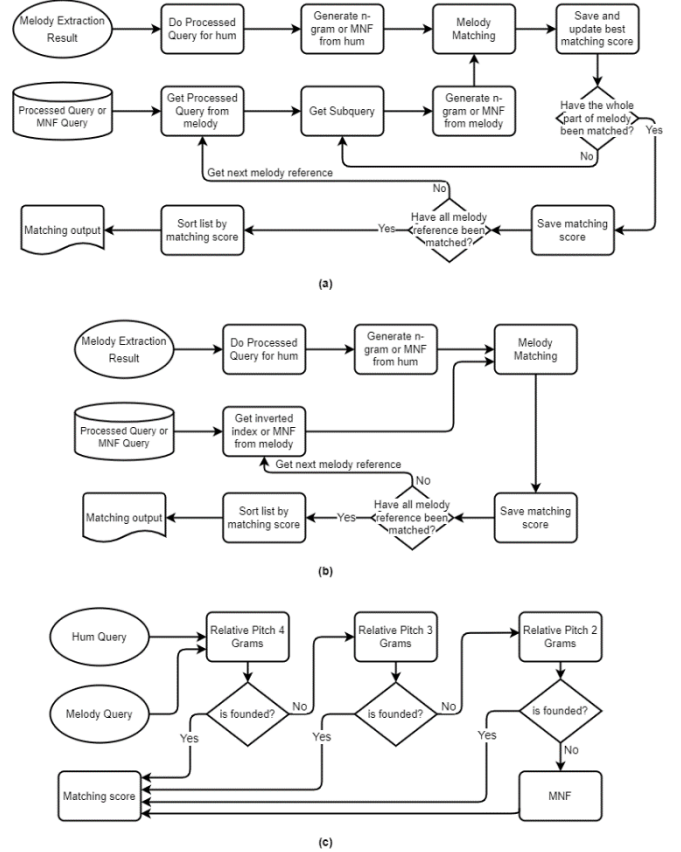 Melody Extraction
Result
Do Processed
Query for hum
Generate n-
gram or MNF
from hum
Melody
Matching
Save and
update best
matching score
Processed Query or
MNF Query
Get Processed
Query from
melody
Get Subquery
Generate n-
gram or MNF
from melody
Have the whole
part of melody
been matched?
Yes
No
Get next melody reference
No
Matching output
Sort list by
matching score
Yes
Have all melody
reference been
matched?
Save matching
score
(a)
Melody Extraction
Result
Do Processed
Query for hum
Generate n-
gram or MNF
from hum
Melody
Matching
Processed Query or
MNF Query
Get inverted
index or MNF
from melody
Get next melody reference
No
Matching output
Sort list by
matching score
Yes
Have all melody
reference been
matched?
Save matching
score
(b)
Hum Query
Relative Pitch 4
Grams
Relative Pitch 3
Grams
Relative Pitch 2
Grams
Melody Query
is founded?
No
is founded?
No
is founded?
Yes
Yes
Yes
No
Matching score
MNF
(c)